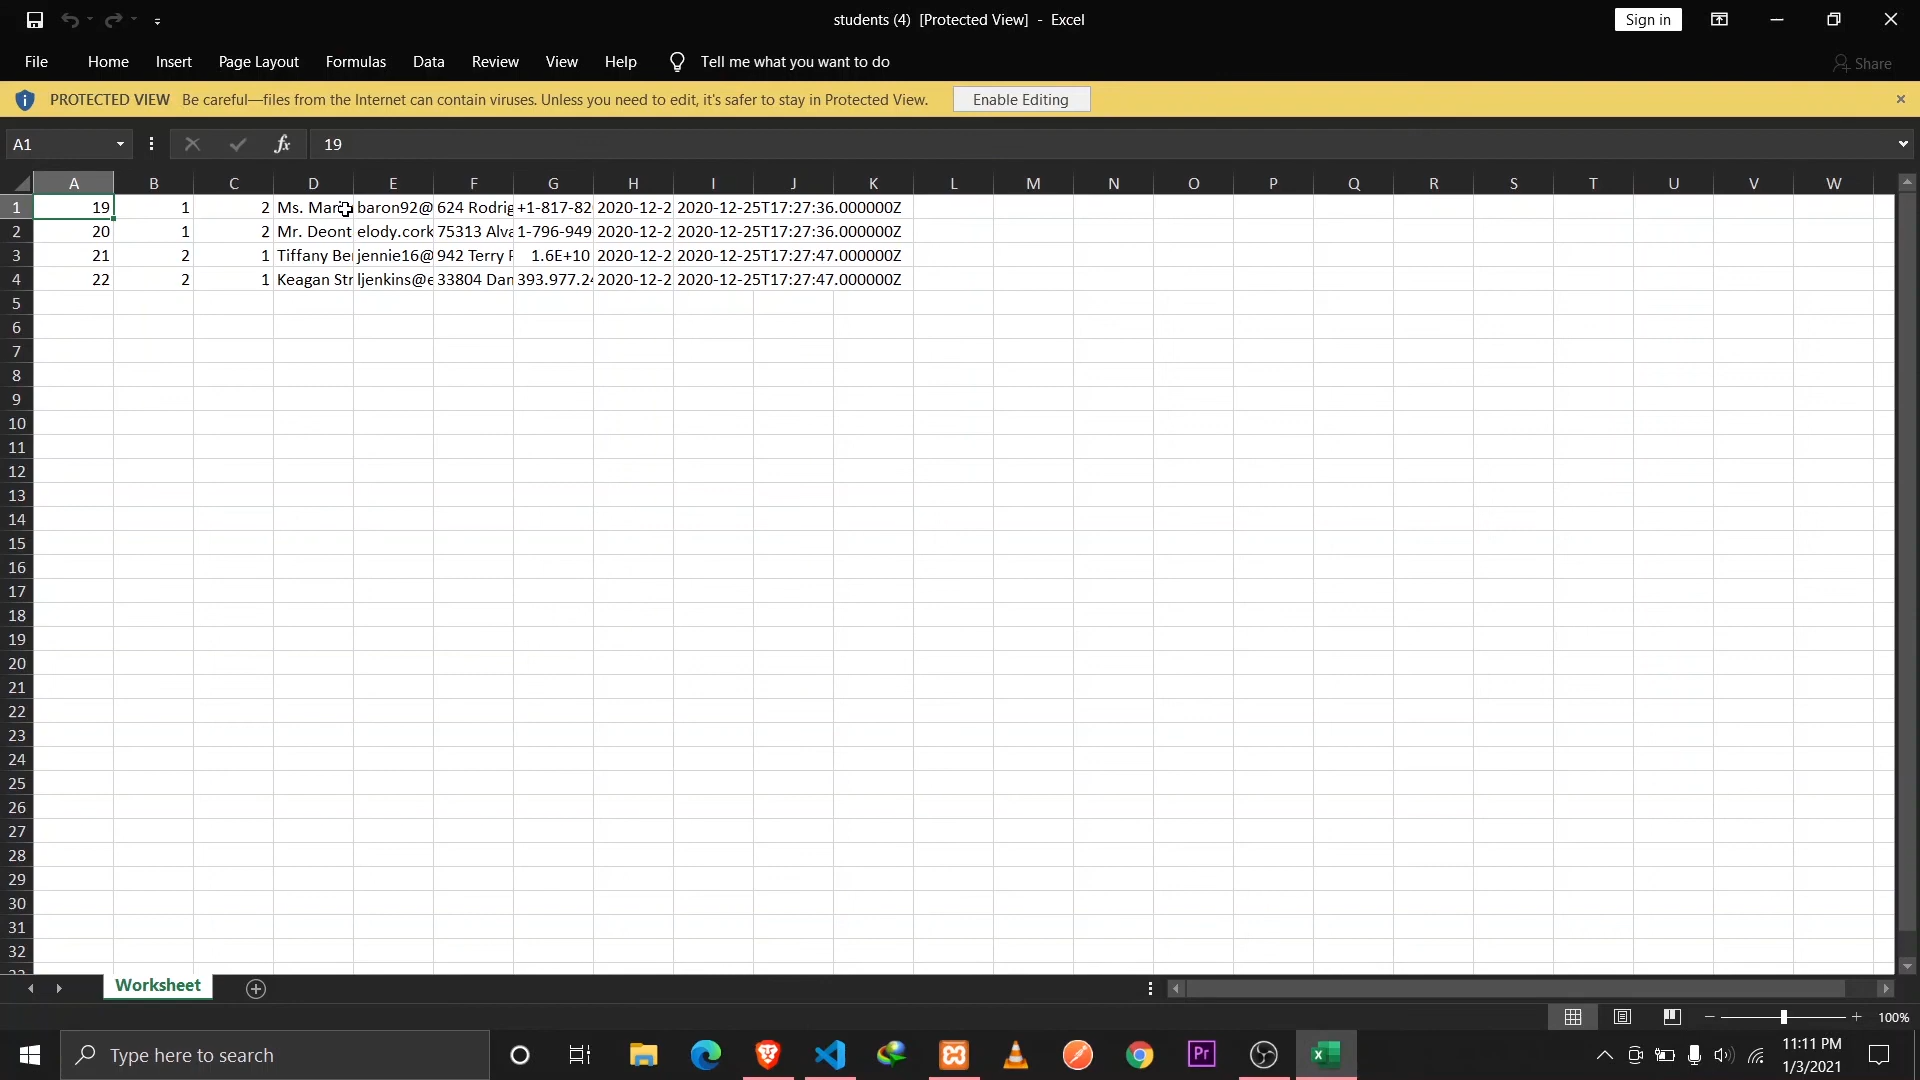 students (4) [Protected View] - Excel
Sign in
File Home Insert Page Layout Formulas Data Review View Help Tell me what you want to do Share
PROTECTED VIEW Be careful—files from the Internet can contain viruses. Unless you need to edit, it's safer to stay in Protected View. Enable Editing
A1 fx 19
A B C D E F G H I J K L M N O P Q R S T U V W
1 19 1 2 Ms. Mar baron92@ 624 Rodrig +1-817-82 2020-12-2 2020-12-25T17:27:36.000000Z
2 20 1 2 Mr. Deont elody.cork 75313 Alva 1-796-949 2020-12-2 2020-12-25T17:27:36.000000Z
3 21 2 1 Tiffany Be jennie16@ 942 Terry 1.6E+10 2020-12-2 2020-12-25T17:27:47.000000Z
4 22 2 1 Keagan Str ljenkins@e 33804 Dan 393.977.24 2020-12-2 2020-12-25T17:27:47.000000Z
5
6
7
8
9
10
11
12
13
14
15
16
17
18
19
20
21
22
23
24
25
26
27
28
29
30
31
32
Worksheet
100%
Type here to search
Pr
11:11 PM
1/3/2021